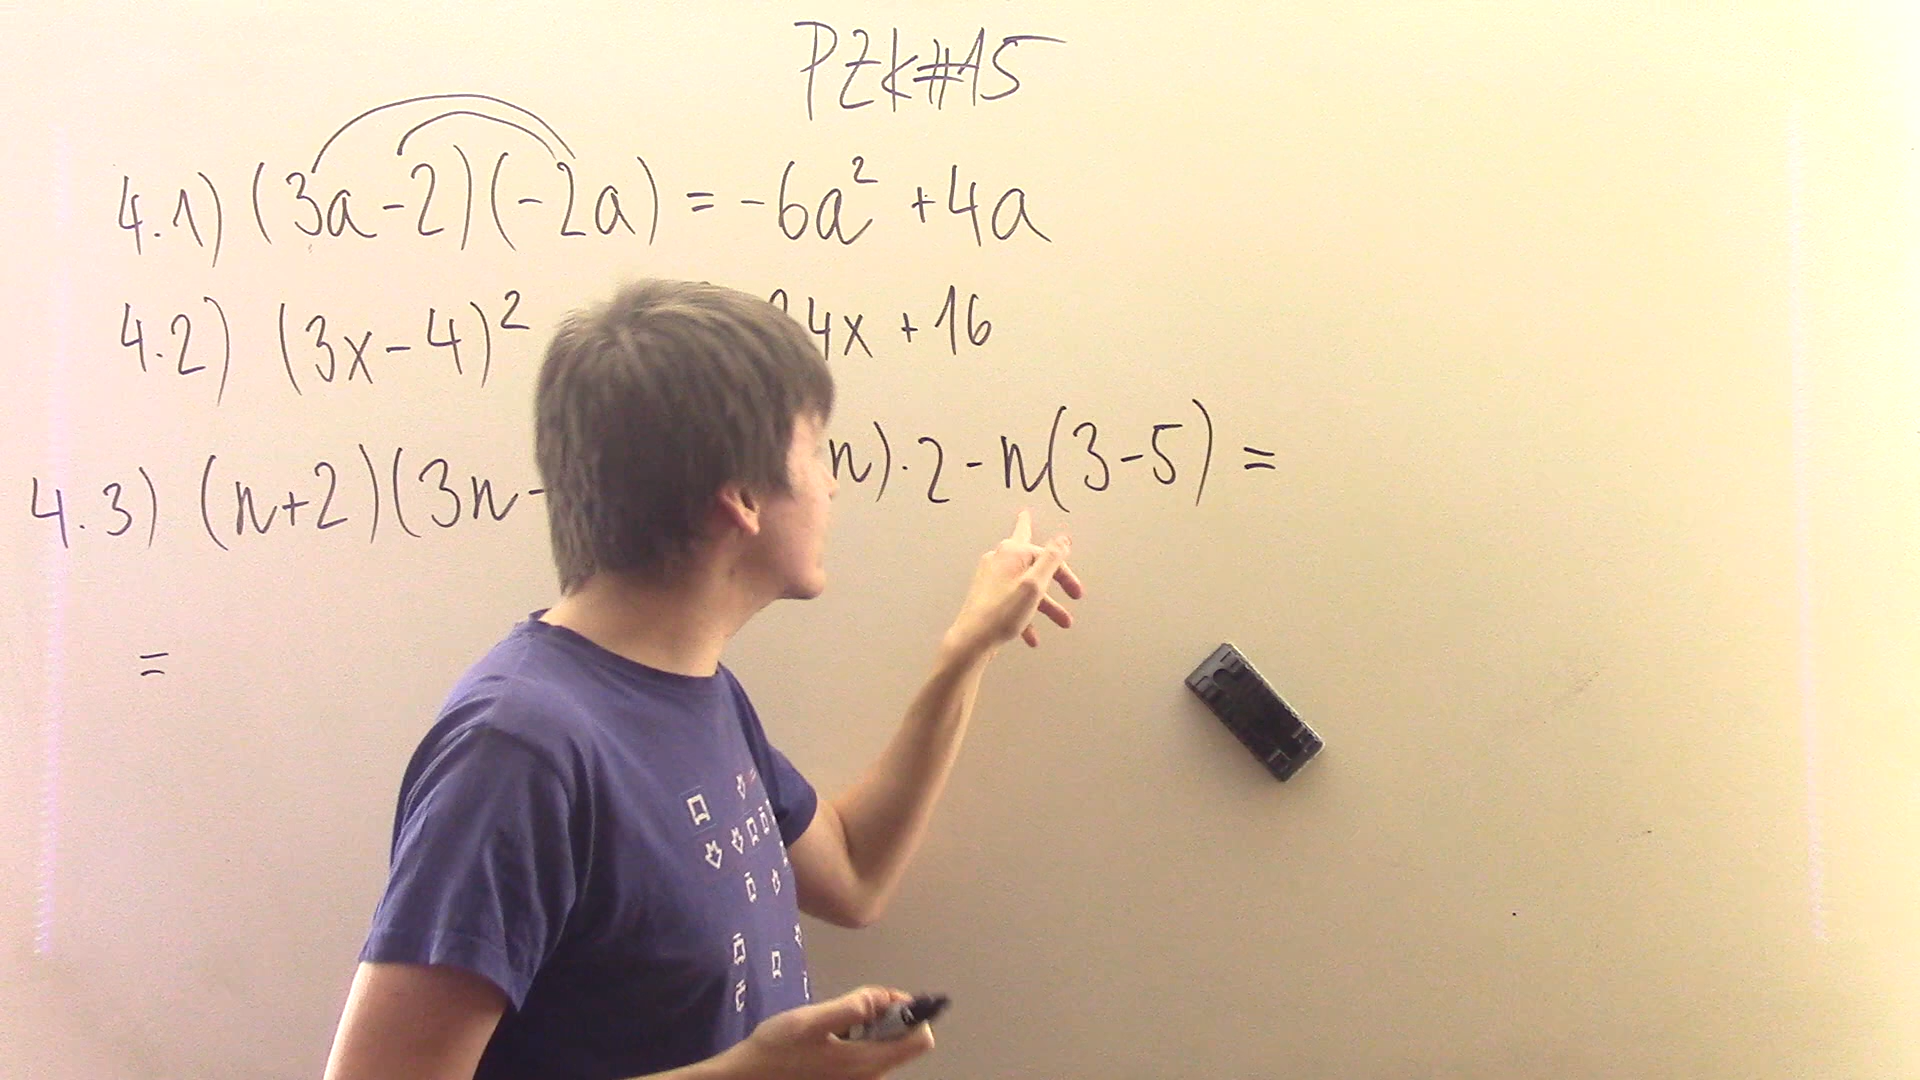 PZK#15
4.1) (3a-2)(-2a) = -6a² +4a
4.2) (3x-4)² 4x +16
4.3) (n+2)(3n- n)·2-n(3-5) =
=